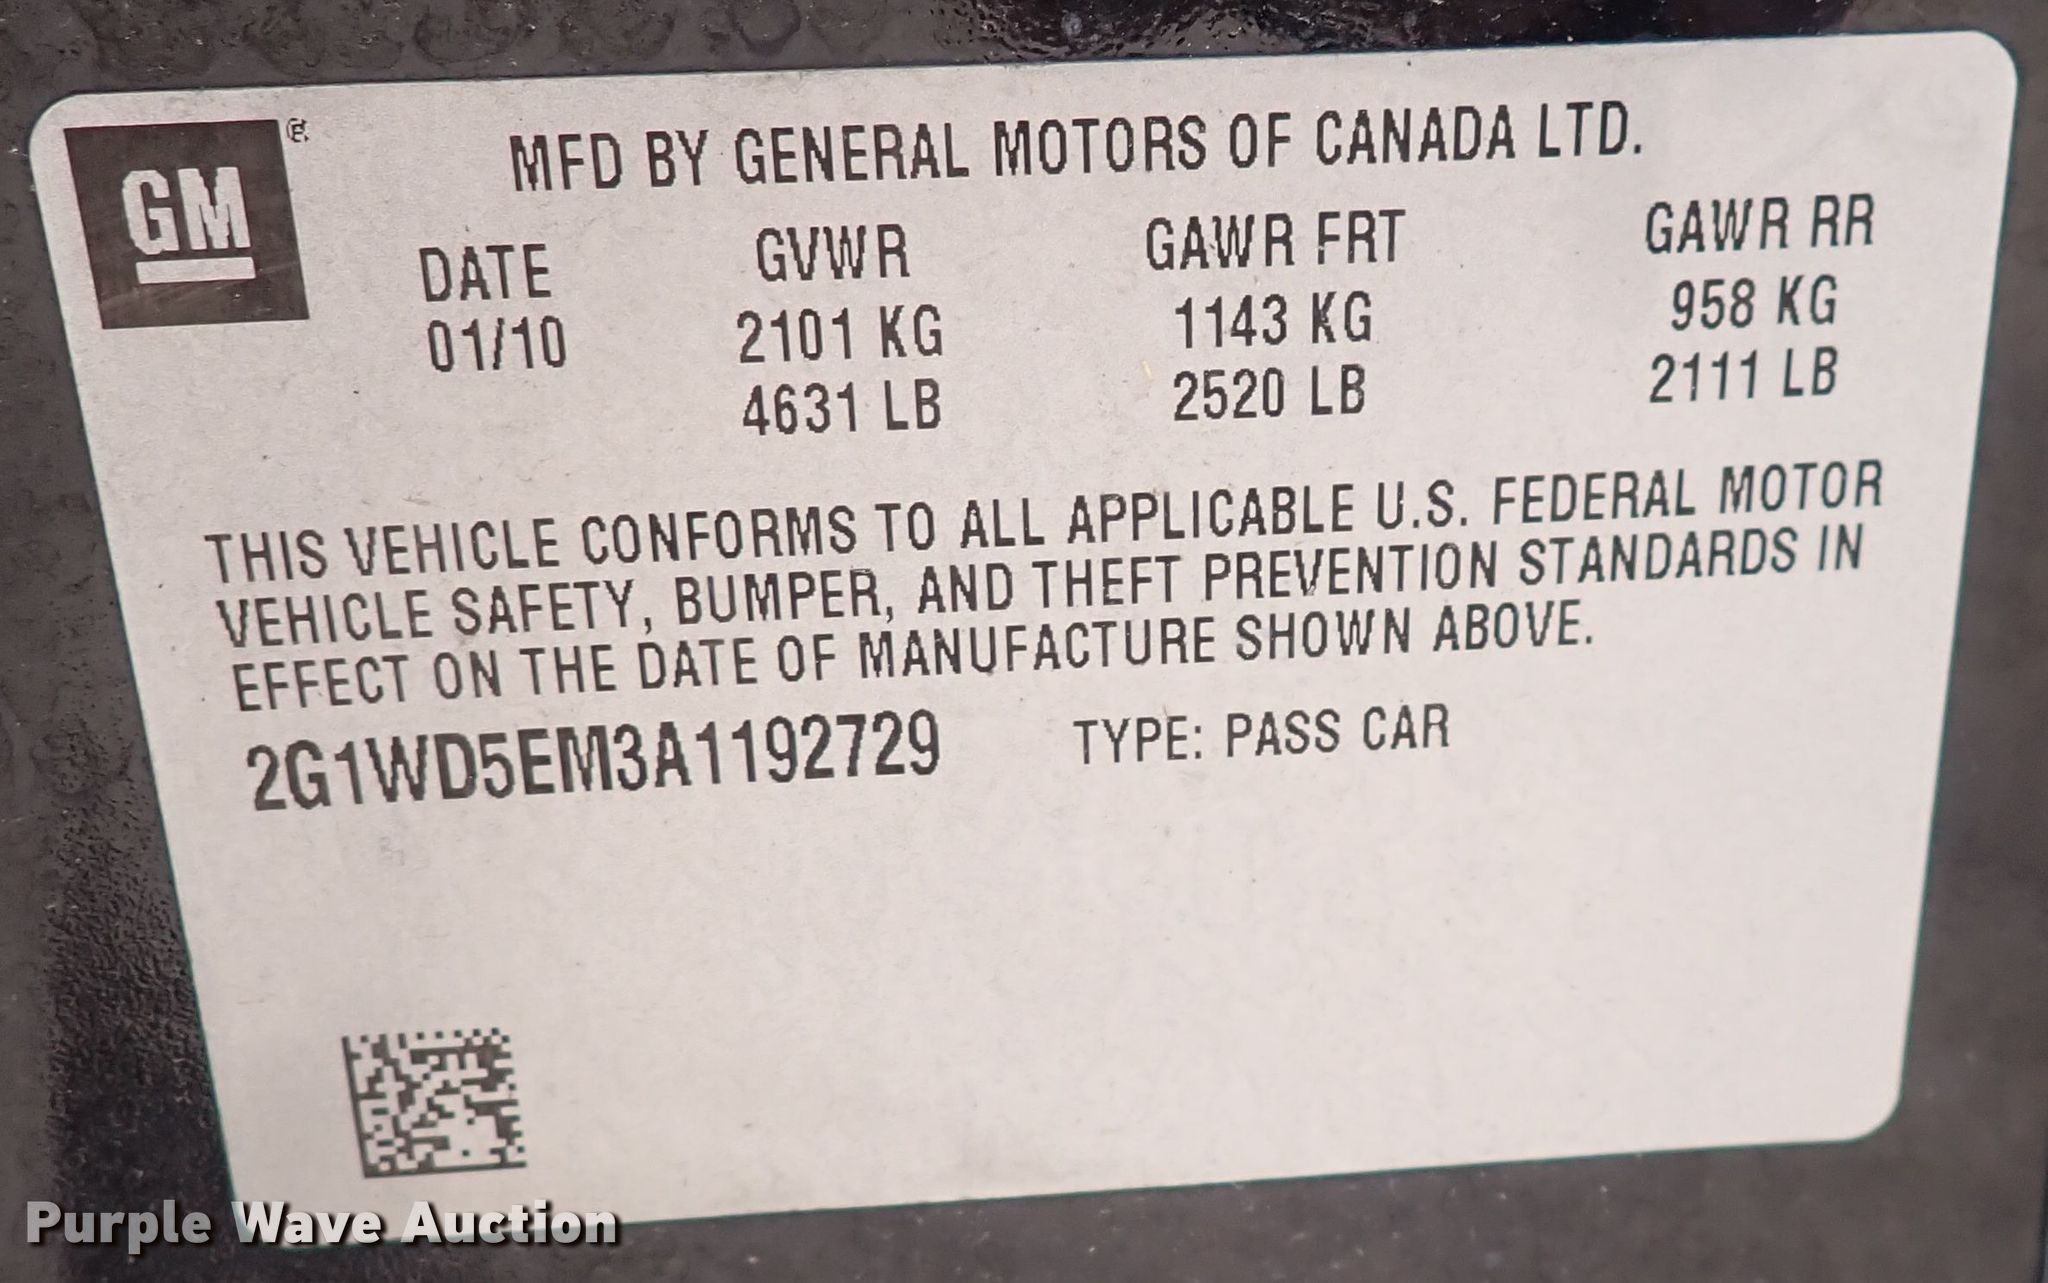 GM ®
MFD BY GENERAL MOTORS OF CANADA LTD.
DATE GVWR GAWR FRT GAWR RR
01/10 2101 KG 1143 KG 958 KG
4631 LB 2520 LB 2111 LB
THIS VEHICLE CONFORMS TO ALL APPLICABLE U.S. FEDERAL MOTOR
VEHICLE SAFETY, BUMPER, AND THEFT PREVENTION STANDARDS IN
EFFECT ON THE DATE OF MANUFACTURE SHOWN ABOVE.
2G1WD5EM3A1192729 TYPE: PASS CAR
Purple Wave Auction